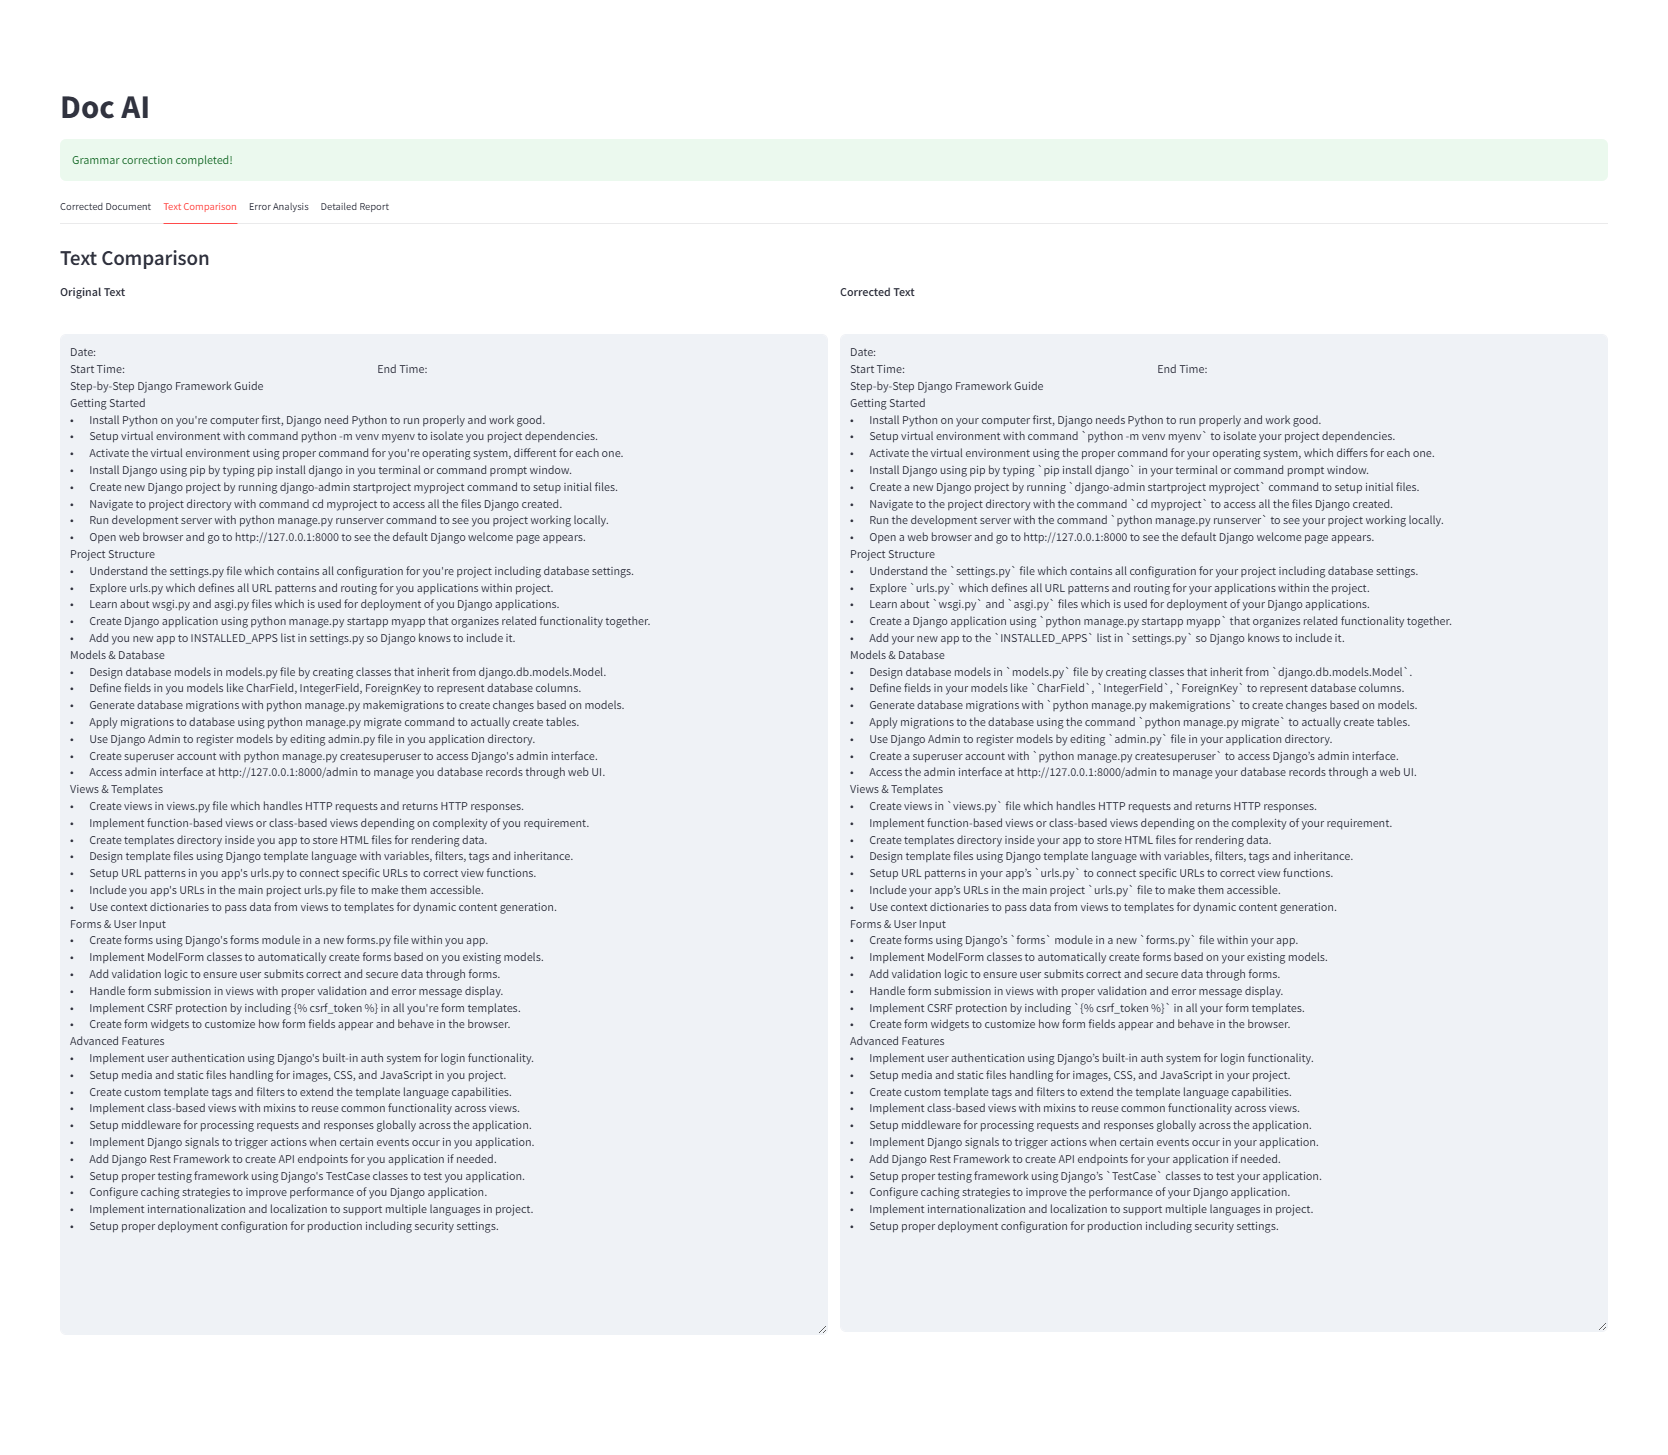 Doc AI
Grammar correction completed!
Corrected Document Text Comparison Error Analysis Detailed Report
Text Comparison
Original Text
Date:
Start Time: End Time:
Step-by-Step Django Framework Guide
Getting Started
• Install Python on you're computer first, Django need Python to run properly and work good.
• Setup virtual environment with command python -m venv myenv to isolate you project dependencies.
• Activate the virtual environment using proper command for you're operating system, different for each one.
• Install Django using pip by typing pip install django in you terminal or command prompt window.
• Create new Django project by running django-admin startproject myproject command to setup initial files.
• Navigate to project directory with command cd myproject to access all the files Django created.
• Run development server with python manage.py runserver command to see you project working locally.
• Open web browser and go to http://127.0.0.1:8000 to see the default Django welcome page appears.
Project Structure
• Understand the settings.py file which contains all configuration for you're project including database settings.
• Explore urls.py which defines all URL patterns and routing for you applications within project.
• Learn about wsgi.py and asgi.py files which is used for deployment of you Django applications.
• Create Django application using python manage.py startapp myapp that organizes related functionality together.
• Add you new app to INSTALLED_APPS list in settings.py so Django knows to include it.
Models & Database
• Design database models in models.py file by creating classes that inherit from django.db.models.Model.
• Define fields in you models like CharField, IntegerField, ForeignKey to represent database columns.
• Generate database migrations with python manage.py makemigrations to create changes based on models.
• Apply migrations to database using python manage.py migrate command to actually create tables.
• Use Django Admin to register models by editing admin.py file in you application directory.
• Create superuser account with python manage.py createsuperuser to access Django's admin interface.
• Access admin interface at http://127.0.0.1:8000/admin to manage you database records through web UI.
Views & Templates
• Create views in views.py file which handles HTTP requests and returns HTTP responses.
• Implement function-based views or class-based views depending on complexity of you requirement.
• Create templates directory inside you app to store HTML files for rendering data.
• Design template files using Django template language with variables, filters, tags and inheritance.
• Setup URL patterns in you app's urls.py to connect specific URLs to correct view functions.
• Include you app's URLs in the main project urls.py file to make them accessible.
• Use context dictionaries to pass data from views to templates for dynamic content generation.
Forms & User Input
• Create forms using Django's forms module in a new forms.py file within you app.
• Implement ModelForm classes to automatically create forms based on you existing models.
• Add validation logic to ensure user submits correct and secure data through forms.
• Handle form submission in views with proper validation and error message display.
• Implement CSRF protection by including {% csrf_token %} in all you're form templates.
• Create form widgets to customize how form fields appear and behave in the browser.
Advanced Features
• Implement user authentication using Django's built-in auth system for login functionality.
• Setup media and static files handling for images, CSS, and JavaScript in you project.
• Create custom template tags and filters to extend the template language capabilities.
• Implement class-based views with mixins to reuse common functionality across views.
• Setup middleware for processing requests and responses globally across the application.
• Implement Django signals to trigger actions when certain events occur in you application.
• Add Django Rest Framework to create API endpoints for you application if needed.
• Setup proper testing framework using Django's TestCase classes to test you application.
• Configure caching strategies to improve performance of you Django application.
• Implement internationalization and localization to support multiple languages in project.
• Setup proper deployment configuration for production including security settings.
Corrected Text
Date:
Start Time: End Time:
Step-by-Step Django Framework Guide
Getting Started
• Install Python on your computer first, Django needs Python to run properly and work good.
• Setup virtual environment with command `python -m venv myenv` to isolate your project dependencies.
• Activate the virtual environment using the proper command for your operating system, which differs for each one.
• Install Django using pip by typing `pip install django` in your terminal or command prompt window.
• Create a new Django project by running `django-admin startproject myproject` command to setup initial files.
• Navigate to the project directory with the command `cd myproject` to access all the files Django created.
• Run the development server with the command `python manage.py runserver` to see your project working locally.
• Open a web browser and go to http://127.0.0.1:8000 to see the default Django welcome page appears.
Project Structure
• Understand the `settings.py` file which contains all configuration for your project including database settings.
• Explore `urls.py` which defines all URL patterns and routing for your applications within the project.
• Learn about `wsgi.py` and `asgi.py` files which is used for deployment of your Django applications.
• Create a Django application using `python manage.py startapp myapp` that organizes related functionality together.
• Add your new app to the `INSTALLED_APPS` list in `settings.py` so Django knows to include it.
Models & Database
• Design database models in `models.py` file by creating classes that inherit from `django.db.models.Model`.
• Define fields in your models like `CharField`, `IntegerField`, `ForeignKey` to represent database columns.
• Generate database migrations with `python manage.py makemigrations` to create changes based on models.
• Apply migrations to the database using the command `python manage.py migrate` to actually create tables.
• Use Django Admin to register models by editing `admin.py` file in your application directory.
• Create a superuser account with `python manage.py createsuperuser` to access Django’s admin interface.
• Access the admin interface at http://127.0.0.1:8000/admin to manage your database records through a web UI.
Views & Templates
• Create views in `views.py` file which handles HTTP requests and returns HTTP responses.
• Implement function-based views or class-based views depending on the complexity of your requirement.
• Create templates directory inside your app to store HTML files for rendering data.
• Design template files using Django template language with variables, filters, tags and inheritance.
• Setup URL patterns in your app’s `urls.py` to connect specific URLs to correct view functions.
• Include your app’s URLs in the main project `urls.py` file to make them accessible.
• Use context dictionaries to pass data from views to templates for dynamic content generation.
Forms & User Input
• Create forms using Django’s `forms` module in a new `forms.py` file within your app.
• Implement ModelForm classes to automatically create forms based on your existing models.
• Add validation logic to ensure user submits correct and secure data through forms.
• Handle form submission in views with proper validation and error message display.
• Implement CSRF protection by including `{% csrf_token %}` in all your form templates.
• Create form widgets to customize how form fields appear and behave in the browser.
Advanced Features
• Implement user authentication using Django’s built-in auth system for login functionality.
• Setup media and static files handling for images, CSS, and JavaScript in your project.
• Create custom template tags and filters to extend the template language capabilities.
• Implement class-based views with mixins to reuse common functionality across views.
• Setup middleware for processing requests and responses globally across the application.
• Implement Django signals to trigger actions when certain events occur in your application.
• Add Django Rest Framework to create API endpoints for your application if needed.
• Setup proper testing framework using Django’s `TestCase` classes to test your application.
• Configure caching strategies to improve the performance of your Django application.
• Implement internationalization and localization to support multiple languages in project.
• Setup proper deployment configuration for production including security settings.